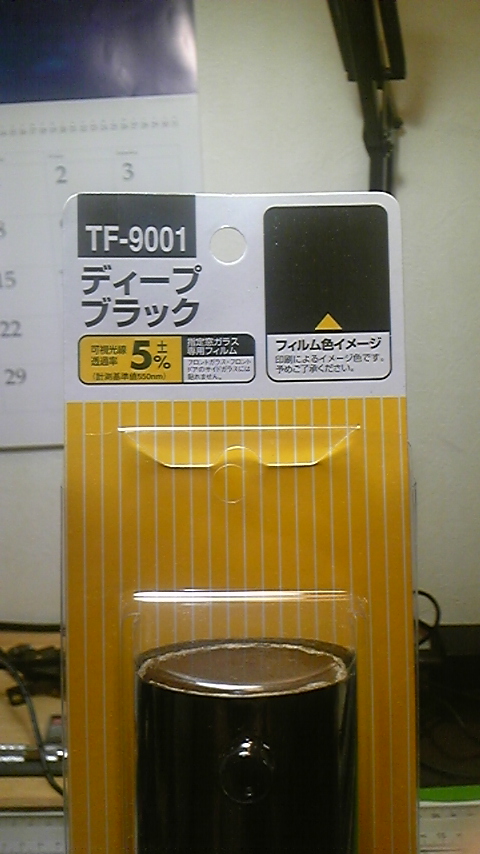 2
3
15
22
29
TF-9001
ディープ
ブラック
可視光線
透過率
5%
±
(計測基準値550nm)
指定窓ガラス
専用フィルム
フロントガラス・フロント
ドアのサイドガラスには
貼れません。
フィルム色イメージ
印刷によるイメージ色です。
予めご了承ください。